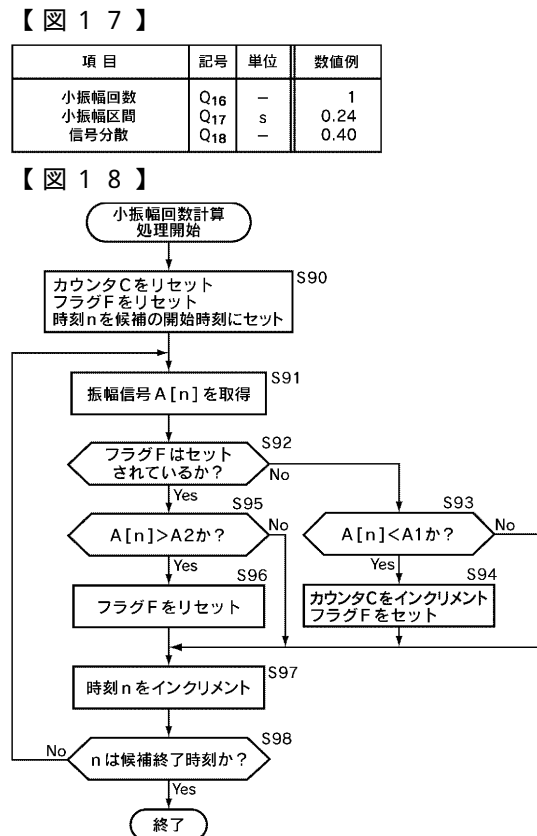 【図１７】
項目 記号 単位 数値例
小振幅回数 Q16 － 1
小振幅区間 Q17 s 0.24
信号分散 Q18 － 0.40
【図１８】
小振幅回数計算
処理開始
S90
カウンタCをリセット
フラグFをリセット
時刻nを候補の開始時刻にセット
S91
振幅信号A[n]を取得
S92
フラグFはセット
されているか？
No
Yes
S95
A[n]>A2か？
No
Yes
S93
A[n]<A1か？
No
Yes
S96
フラグFをリセット
S94
カウンタCをインクリメント
フラグFをセット
S97
時刻nをインクリメント
S98
nは候補終了時刻か？
No
Yes
終了